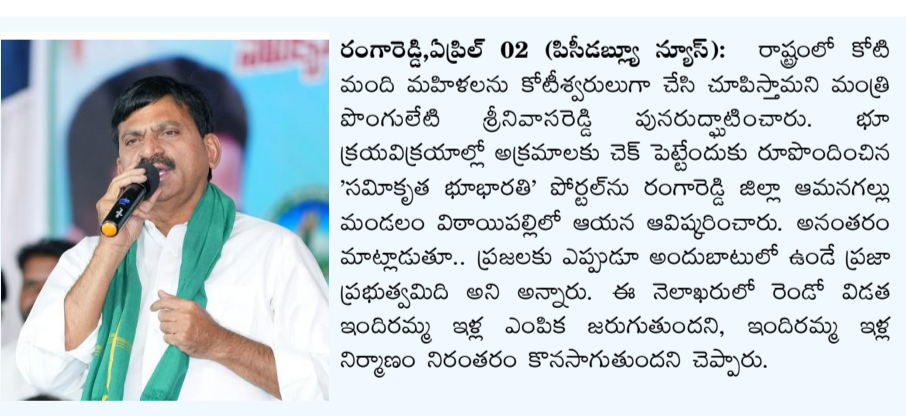 రంగారెడ్డి,ఏప్రిల్ 02 (పిసీడబ్ల్యూ న్యూస్): రాష్ట్రంలో కోటి
మంది మహిళలను కోటీశ్వరులుగా చేసి చూపిస్తామని మంత్రి
పొంగులేటి శ్రీనివాసరెడ్డి పునరుద్ఘాటించారు. భూ
క్రయవిక్రయాల్లో అక్రమాలకు చెక్ పెట్టేందుకు రూపొందించిన
'సమీకృత భూభారతి' పోర్టల్‌ను రంగారెడ్డి జిల్లా ఆమనగల్లు
మండలం విఠాయిపల్లిలో ఆయన ఆవిష్కరించారు. అనంతరం
మాట్లాడుతూ.. ప్రజలకు ఎప్పుడూ అందుబాటులో ఉండే ప్రజా
ప్రభుత్వమిది అని అన్నారు. ఈ నెలాఖరులో రెండో విడత
ఇందిరమ్మ ఇళ్ల ఎంపిక జరుగుతుందని, ఇందిరమ్మ ఇళ్ల
నిర్మాణం నిరంతరం కొనసాగుతుందని చెప్పారు.